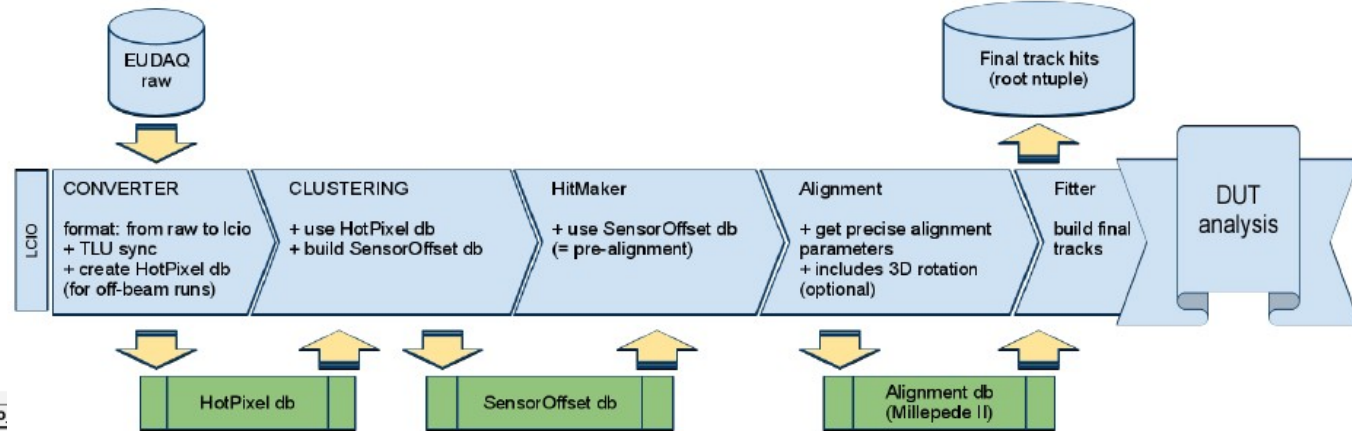 EUDAQ
raw
Final track hits
(root ntuple)
LCIO
CONVERTER
format: from raw to lcio
+ TLU sync
+ create HotPixel db
(for off-beam runs)
CLUSTERING
+ use HotPixel db
+ build SensorOffset db
HitMaker
+ use SensorOffset db
(= pre-alignment)
Alignment
+ get precise alignment
parameters
+ includes 3D rotation
(optional)
Fitter
build final
tracks
DUT
analysis
HotPixel db
SensorOffset db
Alignment db
(Millepede II)